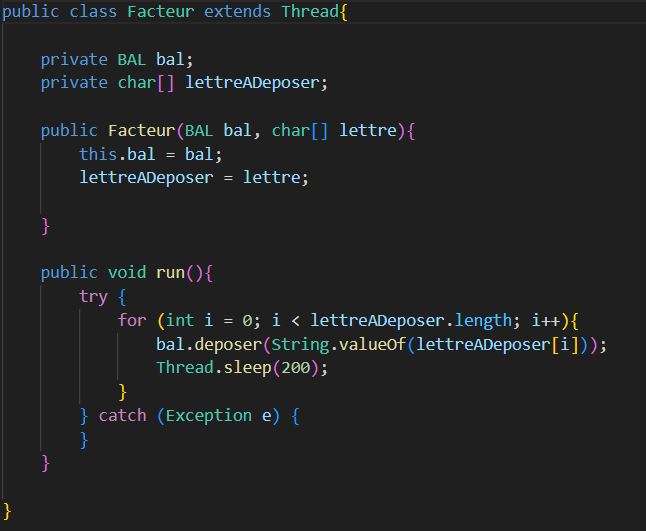 public class Facteur extends Thread{
private BAL bal;
private char[] lettreADeposer;
public Facteur(BAL bal, char[] lettre){
this.bal = bal;
lettreADeposer = lettre;
}
public void run(){
try {
for (int i = 0; i < lettreADeposer.length; i++){
bal.deposer(String.valueOf(lettreADeposer[i]));
Thread.sleep(200);
}
} catch (Exception e) {
}
}
}